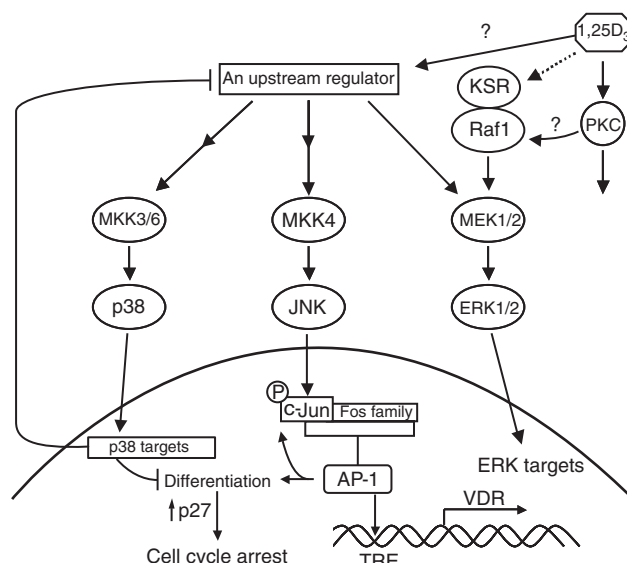 1,25D3
?
An upstream regulator
KSR
Raf1
?
PKC
MKK3/6
MKK4
MEK1/2
p38
JNK
ERK1/2
P
c-Jun
Fos family
p38 targets
ERK targets
Differentiation
AP-1
VDR
p27
Cell cycle arrest
TRE